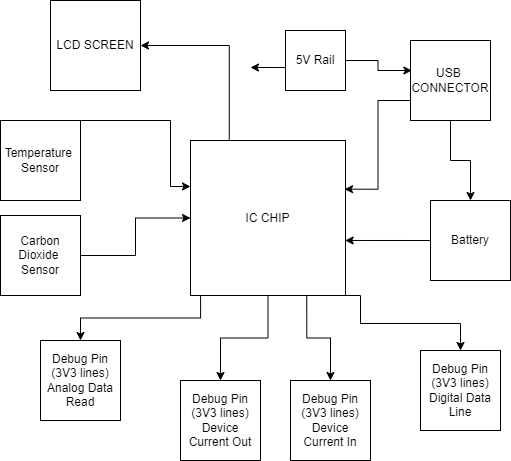 LCD SCREEN
5V Rail
USB
CONNECTOR
Temperature
Sensor
IC CHIP
Carbon
Dioxide
Sensor
Battery
Debug Pin
(3V3 lines)
Analog Data
Read
Debug Pin
(3V3 lines)
Device
Current Out
Debug Pin
(3V3 lines)
Device
Current In
Debug Pin
(3V3 lines)
Digital Data
Line